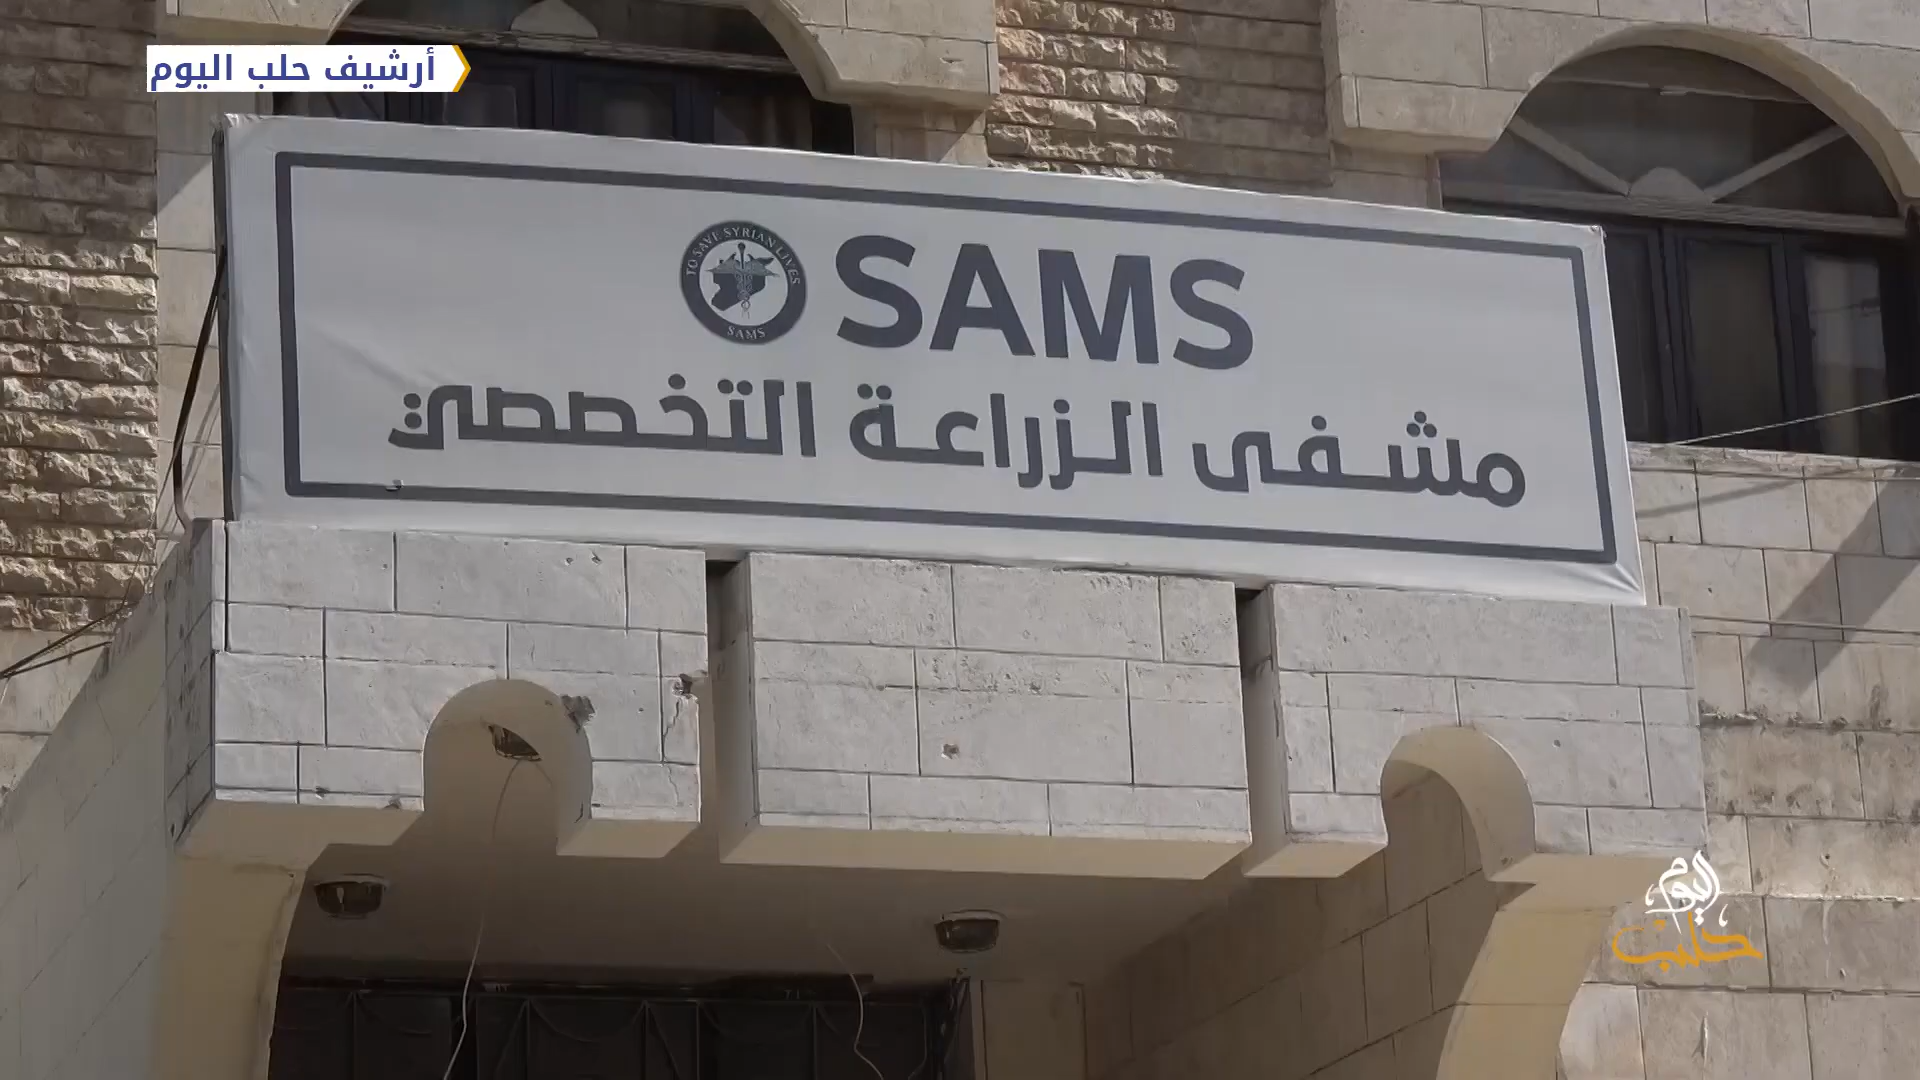 أرشيف حلب اليوم
TO SAVE SYRIAN LIVES
SAMS
SAMS
مشفى الزراعة التخصصي
حلب اليوم